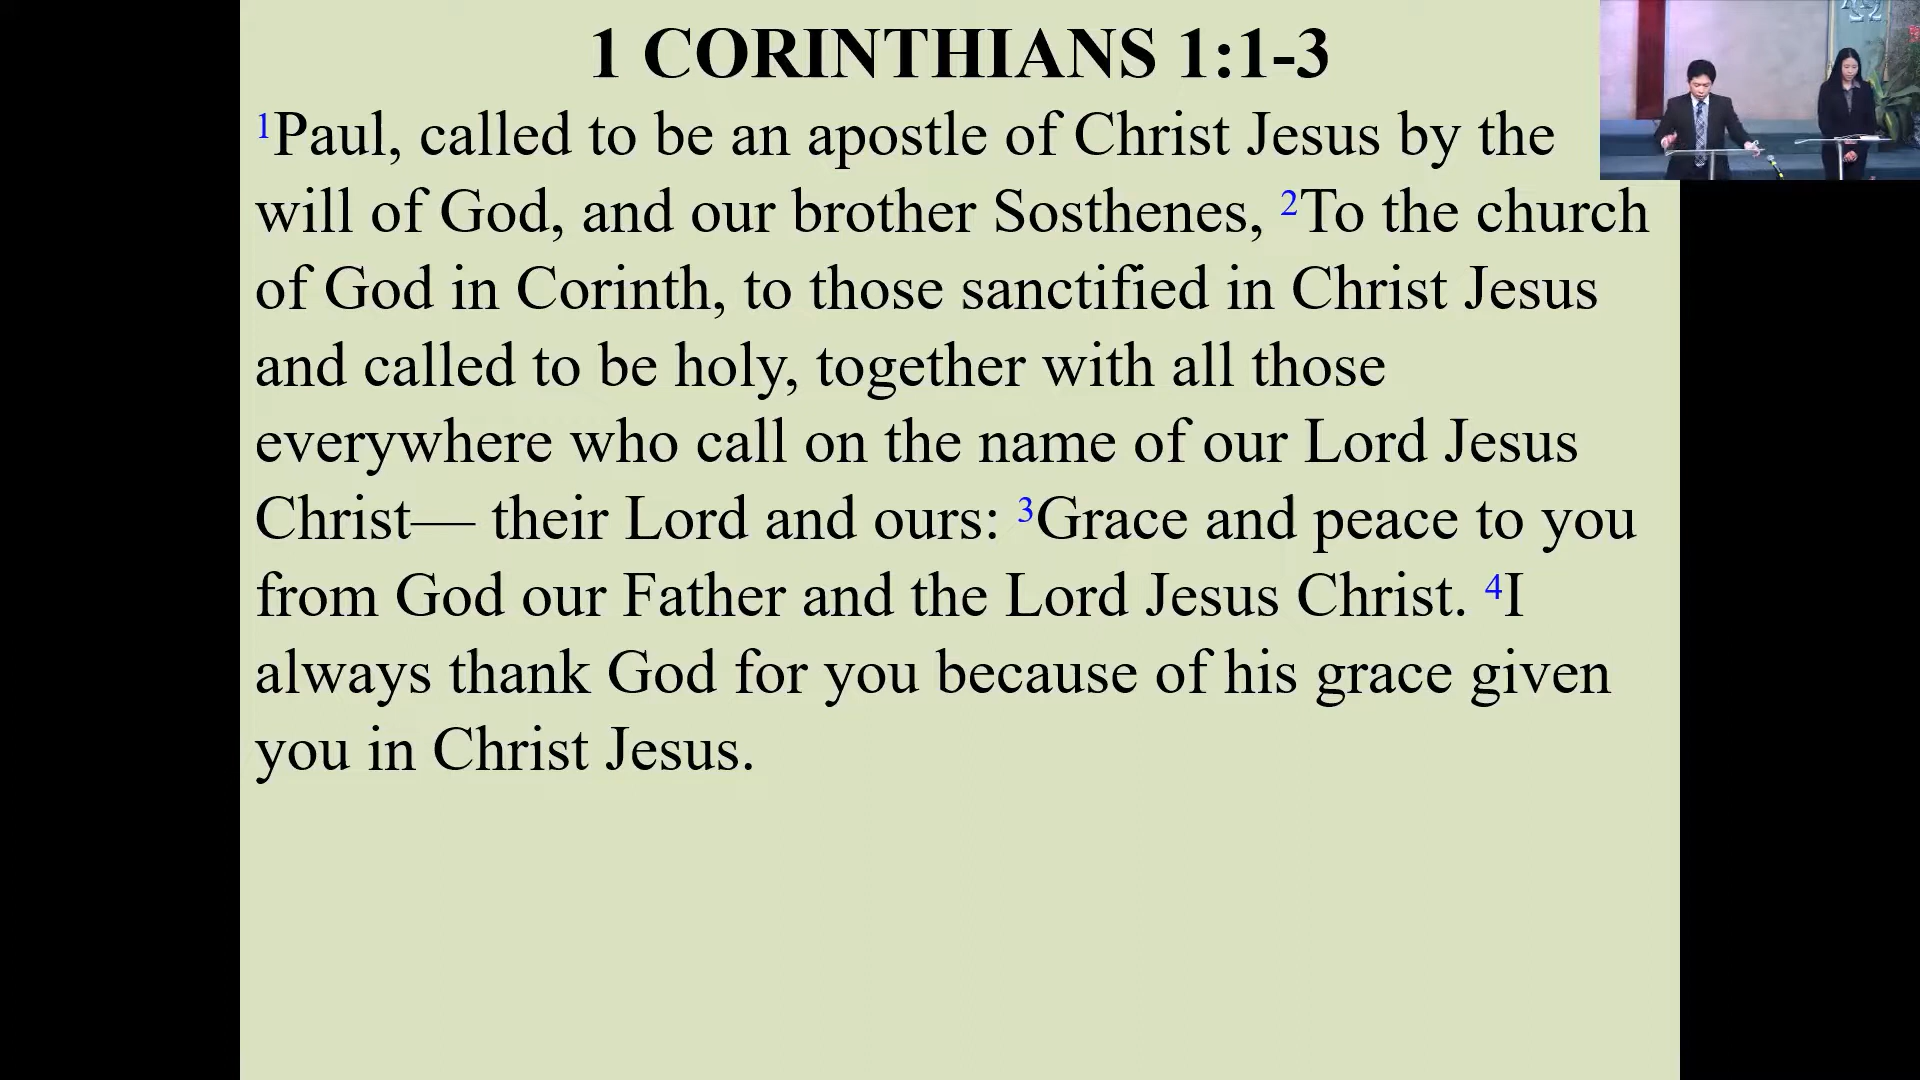 1 CORINTHIANS 1:1-3
1Paul, called to be an apostle of Christ Jesus by the
will of God, and our brother Sosthenes, 2To the church
of God in Corinth, to those sanctified in Christ Jesus
and called to be holy, together with all those
everywhere who call on the name of our Lord Jesus
Christ— their Lord and ours: 3Grace and peace to you
from God our Father and the Lord Jesus Christ. 4I
always thank God for you because of his grace given
you in Christ Jesus.